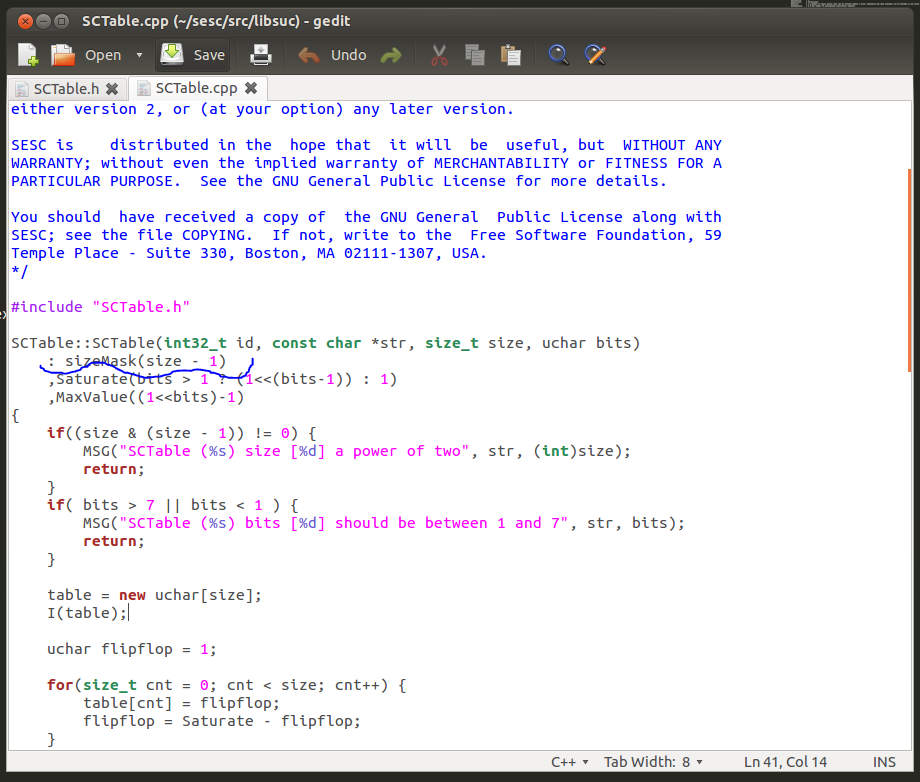 SCTable.cpp (~/sesc/src/libsuc) - gedit
Open Save Undo
SCTable.h SCTable.cpp
either version 2, or (at your option) any later version.
SESC is    distributed in the  hope that  it will  be  useful, but  WITHOUT ANY
WARRANTY; without even the implied warranty of MERCHANTABILITY or FITNESS FOR A
PARTICULAR PURPOSE.  See the GNU General Public License for more details.
You should  have received a copy of  the GNU General  Public License along with
SESC; see the file COPYING.  If not, write to the  Free Software Foundation, 59
Temple Place - Suite 330, Boston, MA 02111-1307, USA.
*/
#include "SCTable.h"
SCTable::SCTable(int32_t id, const char *str, size_t size, uchar bits)
    : sizeMask(size - 1)
    ,Saturate(bits > 1 ? (1<<(bits-1)) : 1)
    ,MaxValue((1<<bits)-1)
{
    if((size & (size - 1)) != 0) {
        MSG("SCTable (%s) size [%d] a power of two", str, (int)size);
        return;
    }
    if( bits > 7 || bits < 1 ) {
        MSG("SCTable (%s) bits [%d] should be between 1 and 7", str, bits);
        return;
    }
    table = new uchar[size];
    I(table);
    uchar flipflop = 1;
    for(size_t cnt = 0; cnt < size; cnt++) {
        table[cnt] = flipflop;
        flipflop = Saturate - flipflop;
    }
C++ Tab Width: 8 Ln 41, Col 14 INS